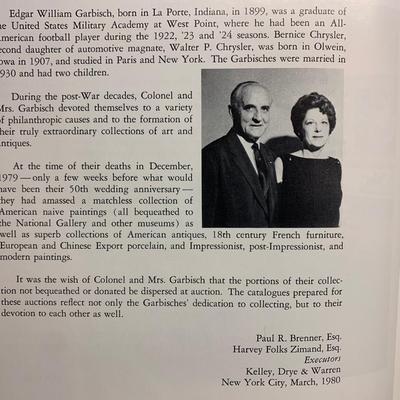 Edgar William Garbisch, born in La Porte, Indiana, in 1899, was a graduate of
the United States Military Academy at West Point, where he had been an All-
American football player during the 1922, '23 and '24 seasons. Bernice Chrysler,
second daughter of automotive magnate, Walter P. Chrysler, was born in Olwein,
Iowa in 1907, and studied in Paris and New York. The Garbisches were married in
1930 and had two children.
During the post-War decades, Colonel and
Mrs. Garbisch devoted themselves to a variety
of philanthropic causes and to the formation of
their truly extraordinary collections of art and
antiques.
At the time of their deaths in December,
1979—only a few weeks before what would
have been their 50th wedding anniversary—
they had amassed a matchless collection of
American naive paintings (all bequeathed to
the National Gallery and other museums) as
well as superb collections of American antiques, 18th century French furniture,
European and Chinese Export porcelain, and Impressionist, post-Impressionist, and
modern paintings.
It was the wish of Colonel and Mrs. Garbisch that the portions of their collec-
tion not bequeathed or donated be dispersed at auction. The catalogues prepared for
these auctions reflect not only the Garbisches' dedication to collecting, but to their
devotion to each other as well.
Paul R. Brenner, Esq.
Harvey Folks Zimand, Esq.
Executors
Kelley, Drye & Warren
New York City, March, 1980